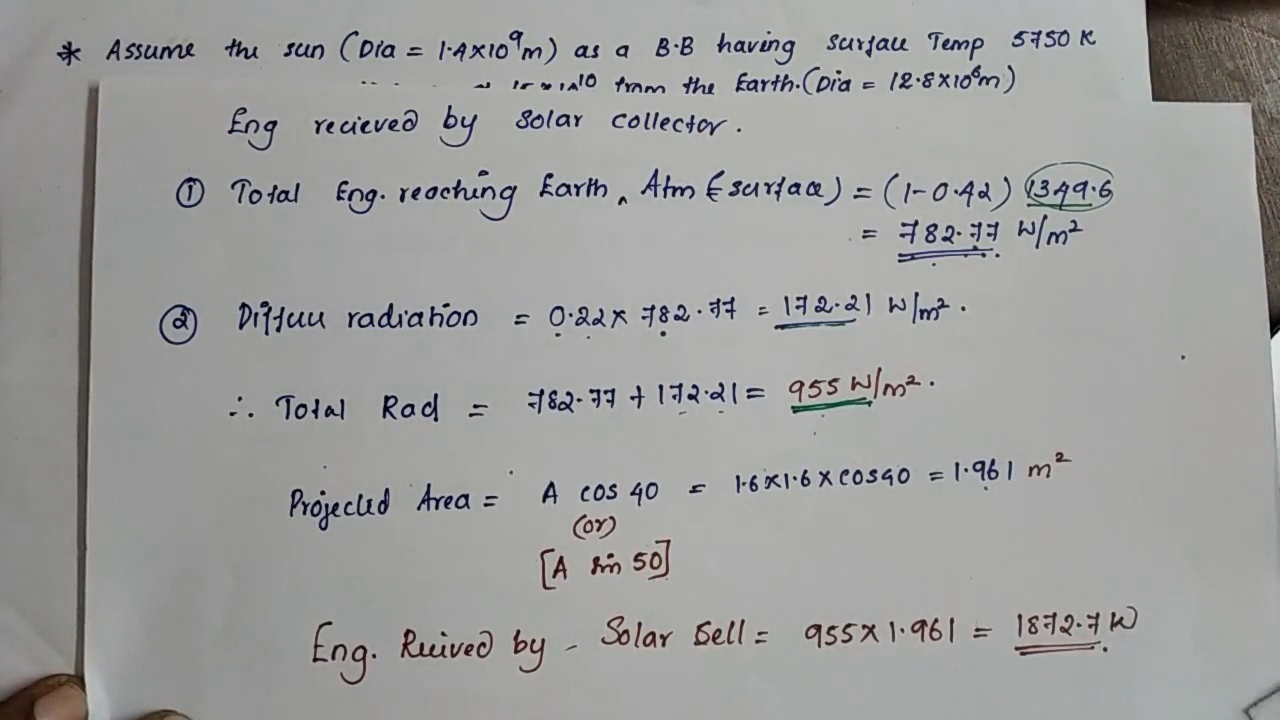 * Assume the sun (Dia = 1.4×10⁹m) as a B.B having surface Temp 5750 K
10 from the Earth. (Dia = 12.8×10⁶m)
Eng recieved by Solar collector.
① Total Eng. reaching Earth, Atm (surface) = (1-0.42) 1349.6
= 782.77 W/m²
② Diffuse radiation = 0.22× 782.77 = 172.21 W/m².
∴ Total Rad = 782.77 + 172.21 = 955 W/m².
Projected Area = A cos 40 = 1.6×1.6×cos40 = 1.961 m²
(or)
[A sin 50]
Eng. Reeived by - Solar Sell = 955×1.961 = 1872.7 W